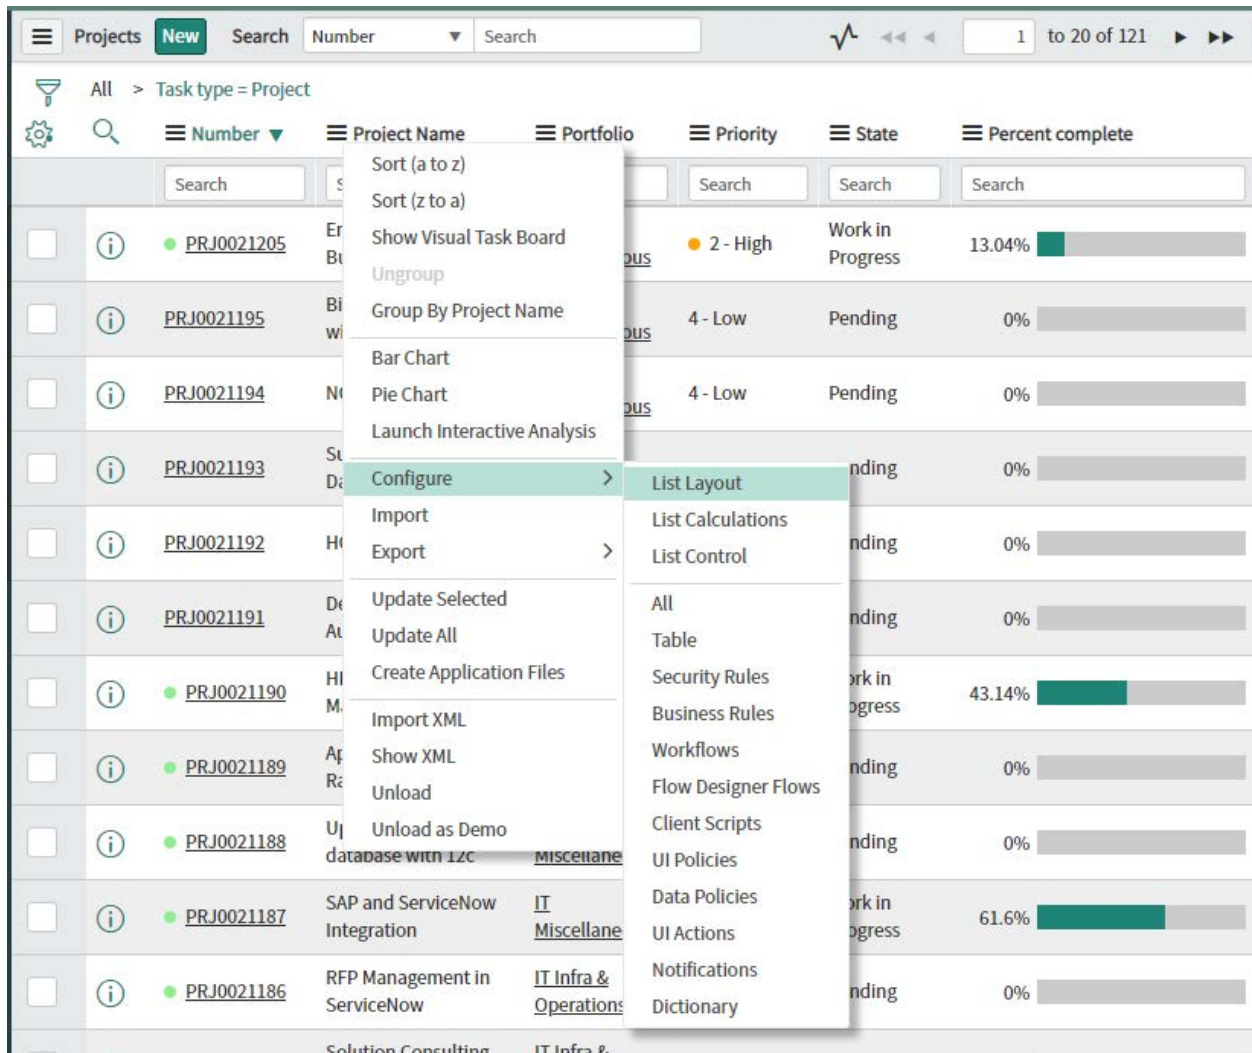 Projects New Search Number Search 1 to 20 of 121
All > Task type = Project
Number Project Name Portfolio Priority State Percent complete
Search Search Search Search
Sort (a to z)
Sort (z to a)
Show Visual Task Board
Ungroup
Group By Project Name
Bar Chart
Pie Chart
Launch Interactive Analysis
Configure
Import
Export
Update Selected
Update All
Create Application Files
Import XML
Show XML
Unload
Unload as Demo
List Layout
List Calculations
List Control
All
Table
Security Rules
Business Rules
Workflows
Flow Designer Flows
Client Scripts
UI Policies
Data Policies
UI Actions
Notifications
Dictionary
PRJ0021205 2 - High Work in
Progress 13.04%
PRJ0021195 4 - Low Pending 0%
PRJ0021194 4 - Low Pending 0%
PRJ0021193 0%
PRJ0021192 0%
PRJ0021191 0%
PRJ0021190 43.14%
PRJ0021189 0%
PRJ0021188 0%
database with 12c
PRJ0021187 SAP and ServiceNow IT 61.6%
Integration
PRJ0021186 RFP Management in IT Infra & 0%
ServiceNow Operations
Solution Consulting IT Infra &